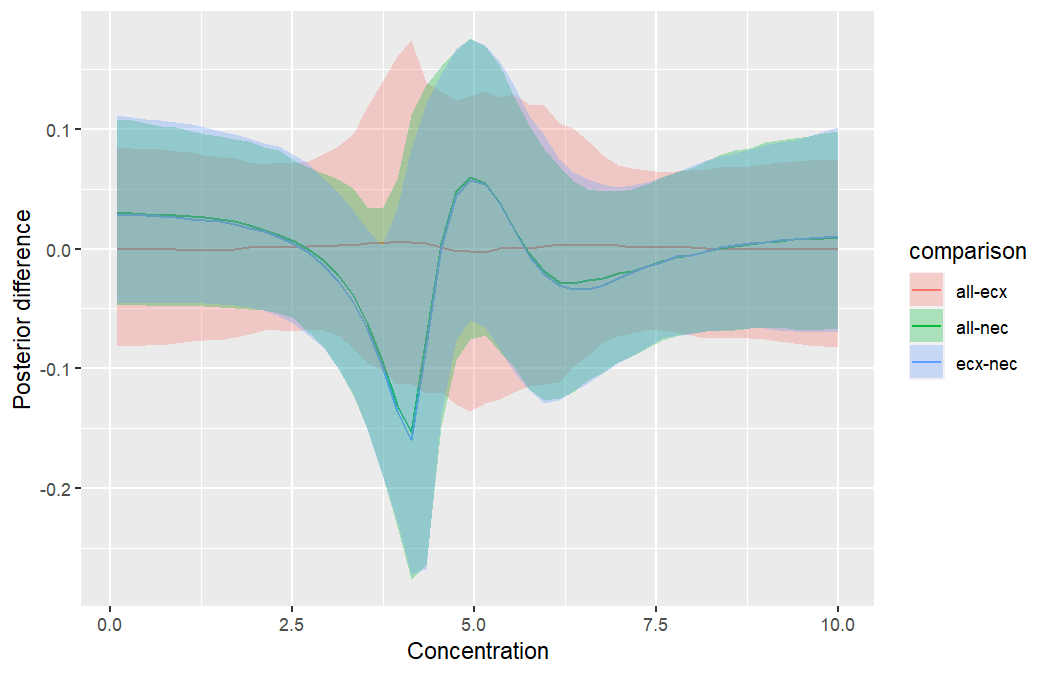 Posterior difference
0.1
0.0
-0.1
-0.2
0.0
2.5
5.0
7.5
10.0
Concentration
comparison
all-ecx
all-nec
ecx-nec